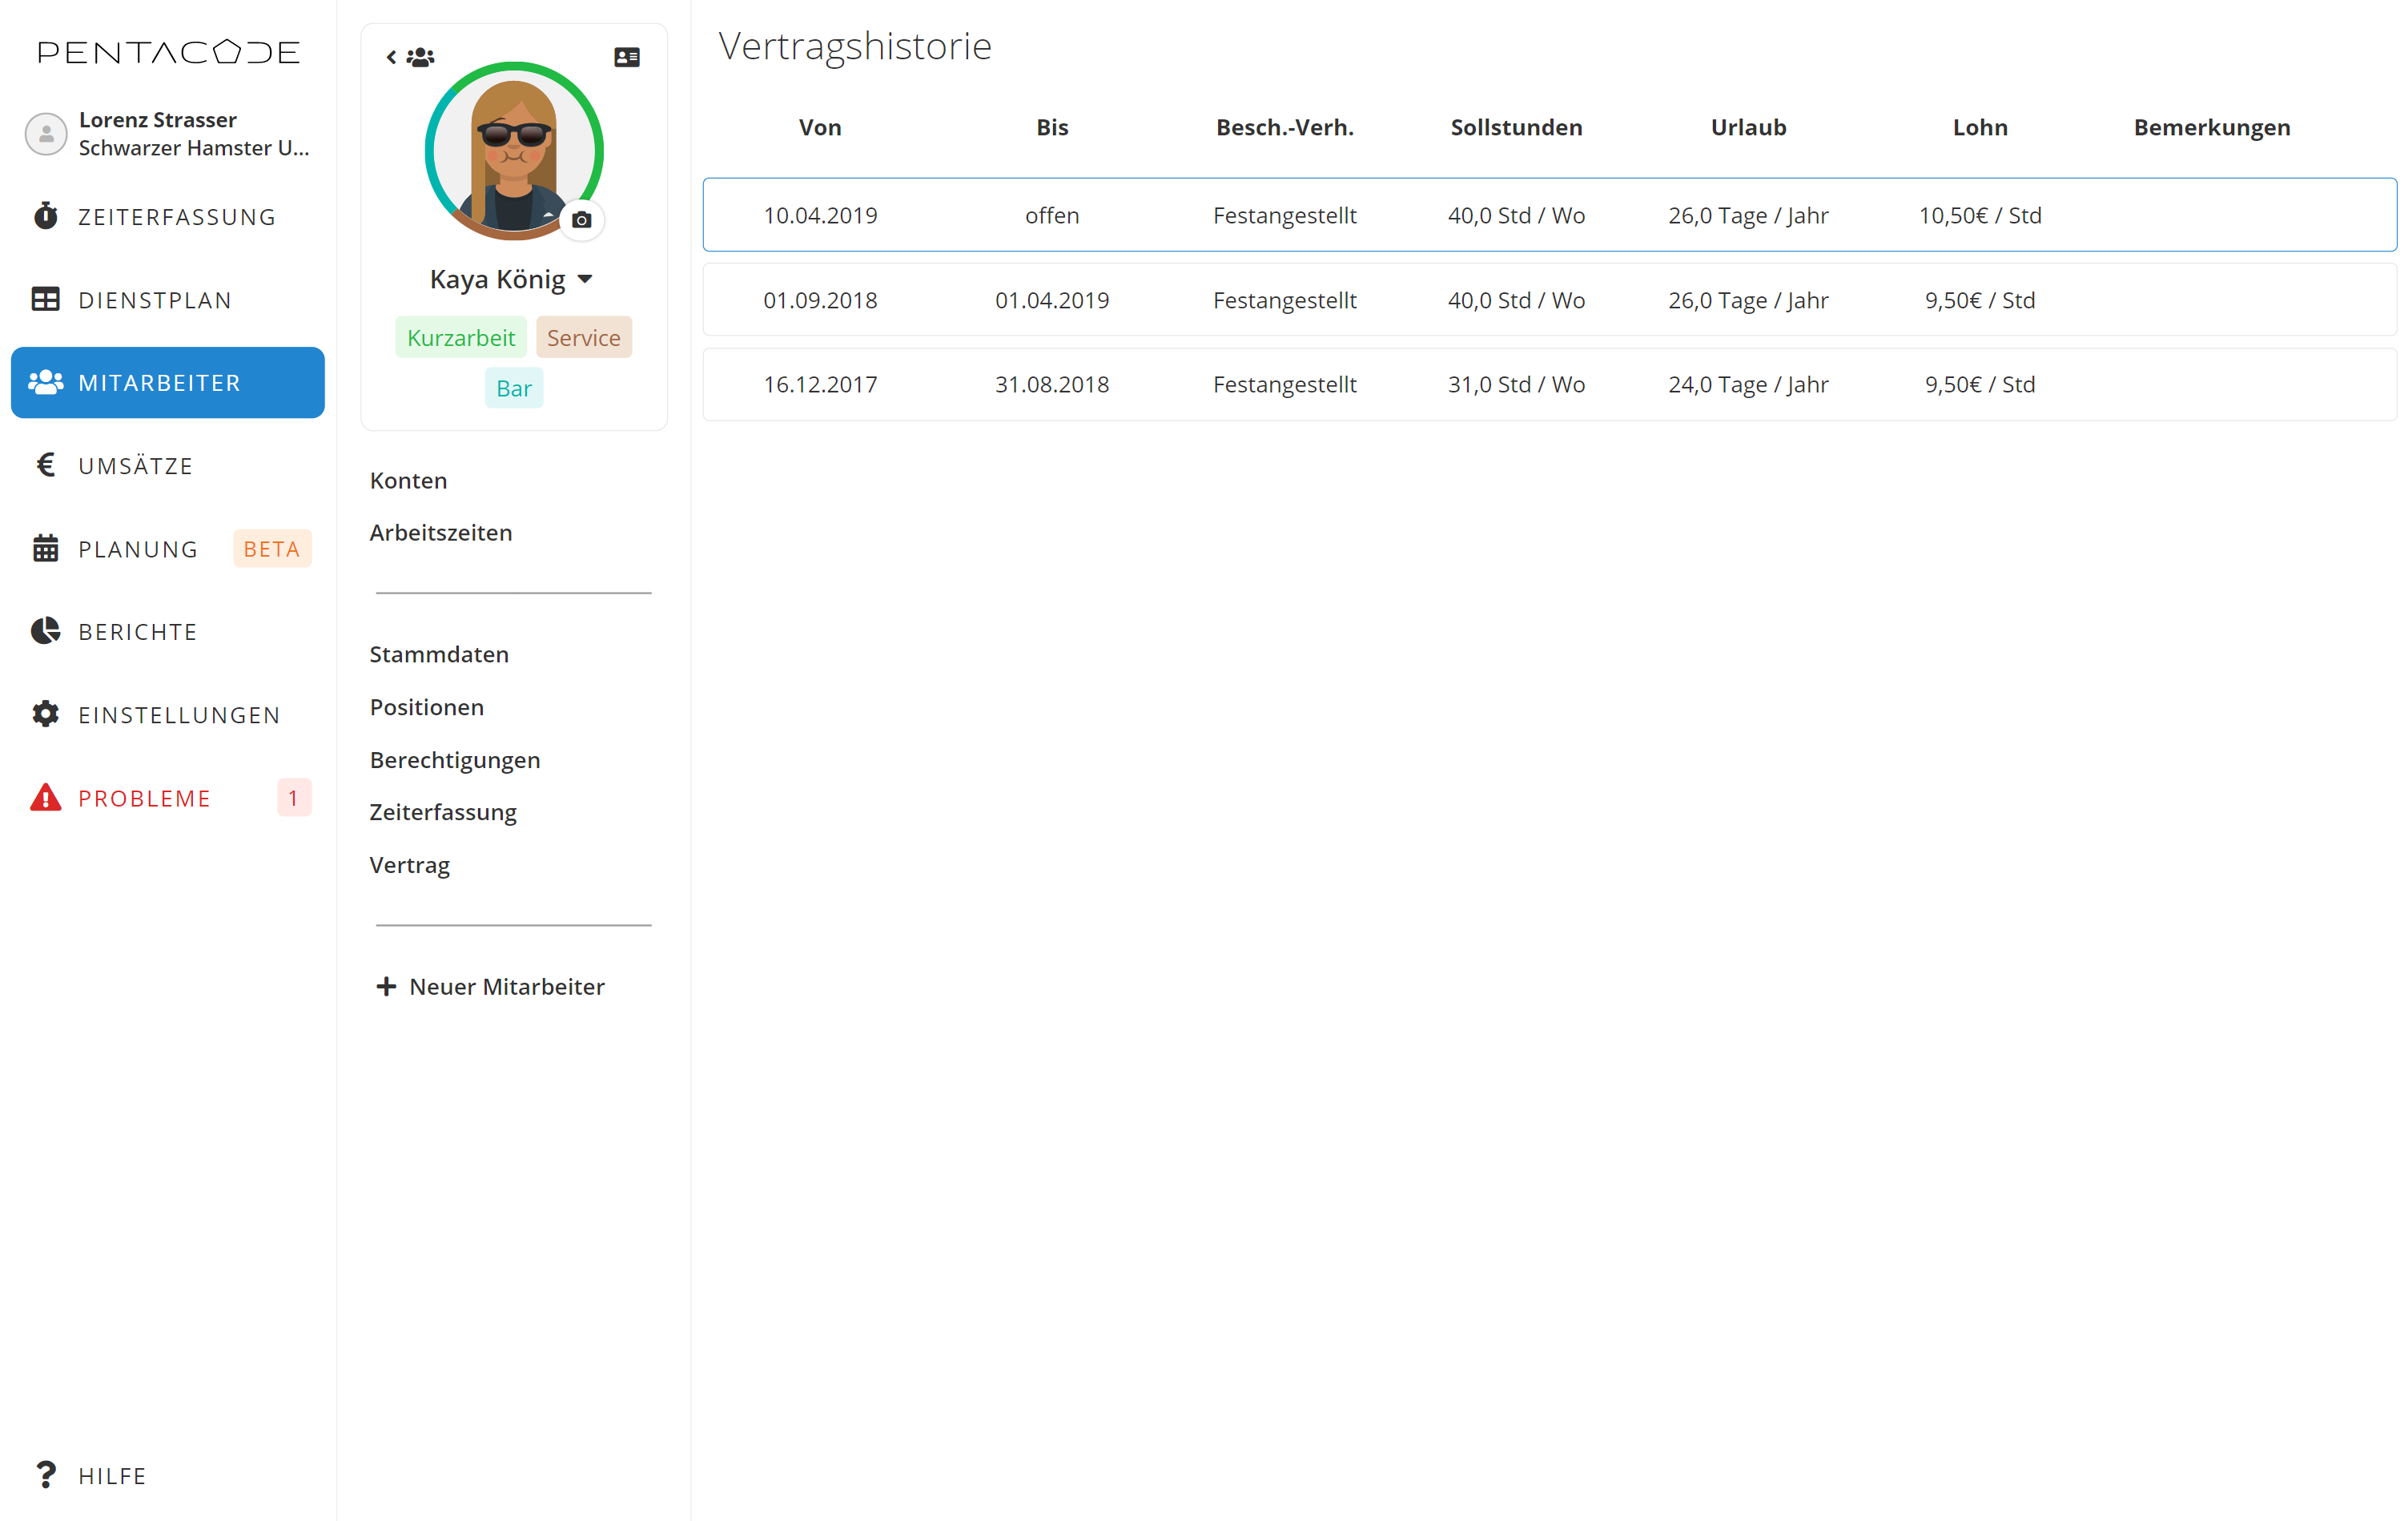 PENTACODE
Lorenz Strasser
Schwarzer Hamster U...
ZEITERFASSUNG
DIENSTPLAN
MITARBEITER
UMSÄTZE
PLANUNG BETA
BERICHTE
EINSTELLUNGEN
PROBLEME 1
HILFE
Kaya König
Kurzarbeit Service
Bar
Konten
Arbeitszeiten
Stammdaten
Positionen
Berechtigungen
Zeiterfassung
Vertrag
Neuer Mitarbeiter
Vertragshistorie
Von Bis Besch.-Verh. Sollstunden Urlaub Lohn Bemerkungen
10.04.2019 offen Festangestellt 40,0 Std / Wo 26,0 Tage / Jahr 10,50€ / Std
01.09.2018 01.04.2019 Festangestellt 40,0 Std / Wo 26,0 Tage / Jahr 9,50€ / Std
16.12.2017 31.08.2018 Festangestellt 31,0 Std / Wo 24,0 Tage / Jahr 9,50€ / Std